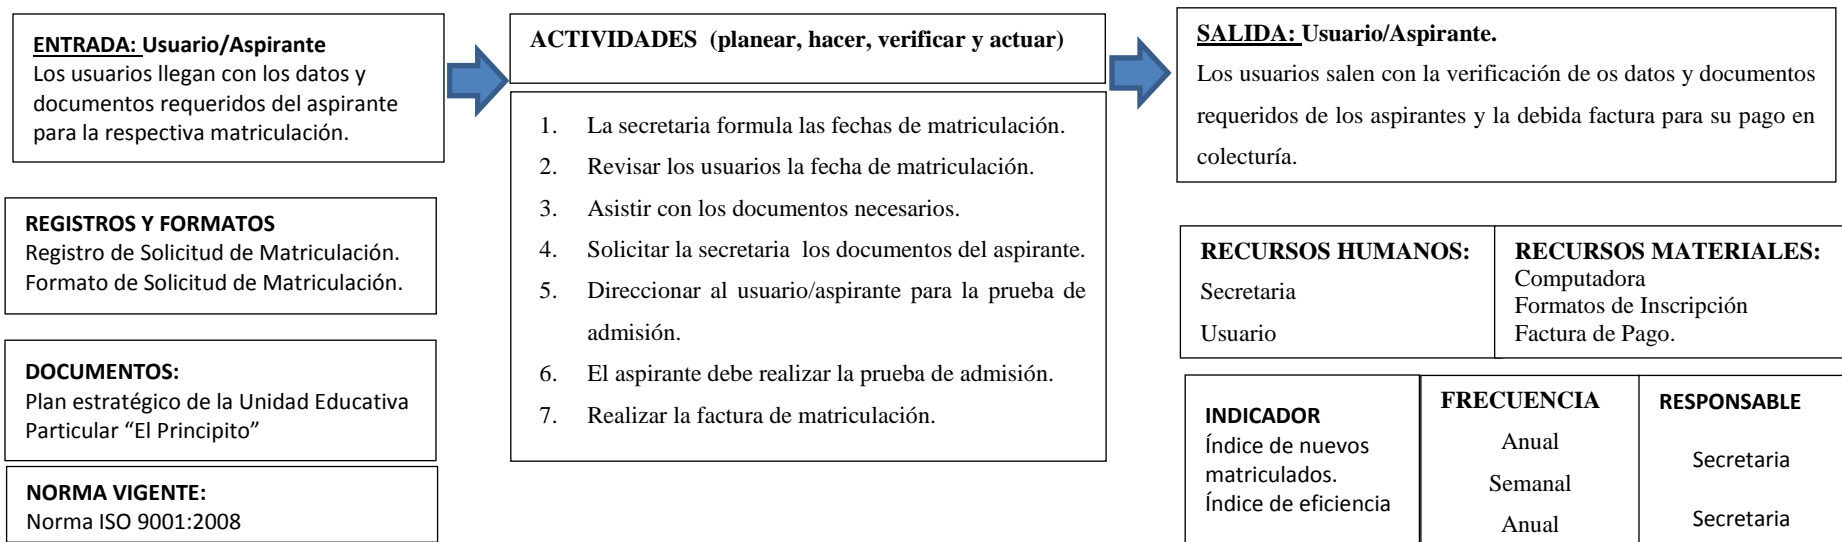 ENTRADA: Usuario/Aspirante
Los usuarios llegan con los datos y
documentos requeridos del aspirante
para la respectiva matriculación.
REGISTROS Y FORMATOS
Registro de Solicitud de Matriculación.
Formato de Solicitud de Matriculación.
DOCUMENTOS:
Plan estratégico de la Unidad Educativa
Particular “El Principito”
NORMA VIGENTE:
Norma ISO 9001:2008
ACTIVIDADES (planear, hacer, verificar y actuar)
1. La secretaria formula las fechas de matriculación.
2. Revisar los usuarios la fecha de matriculación.
3. Asistir con los documentos necesarios.
4. Solicitar la secretaria los documentos del aspirante.
5. Direccionar al usuario/aspirante para la prueba de
admisión.
6. El aspirante debe realizar la prueba de admisión.
7. Realizar la factura de matriculación.
SALIDA: Usuario/Aspirante.
Los usuarios salen con la verificación de os datos y documentos
requeridos de los aspirantes y la debida factura para su pago en
colecturía.
RECURSOS HUMANOS:
Secretaria
Usuario
RECURSOS MATERIALES:
Computadora
Formatos de Inscripción
Factura de Pago.
INDICADOR
Índice de nuevos
matriculados.
Índice de eficiencia
FRECUENCIA
Anual
Semanal
Anual
RESPONSABLE
Secretaria
Secretaria